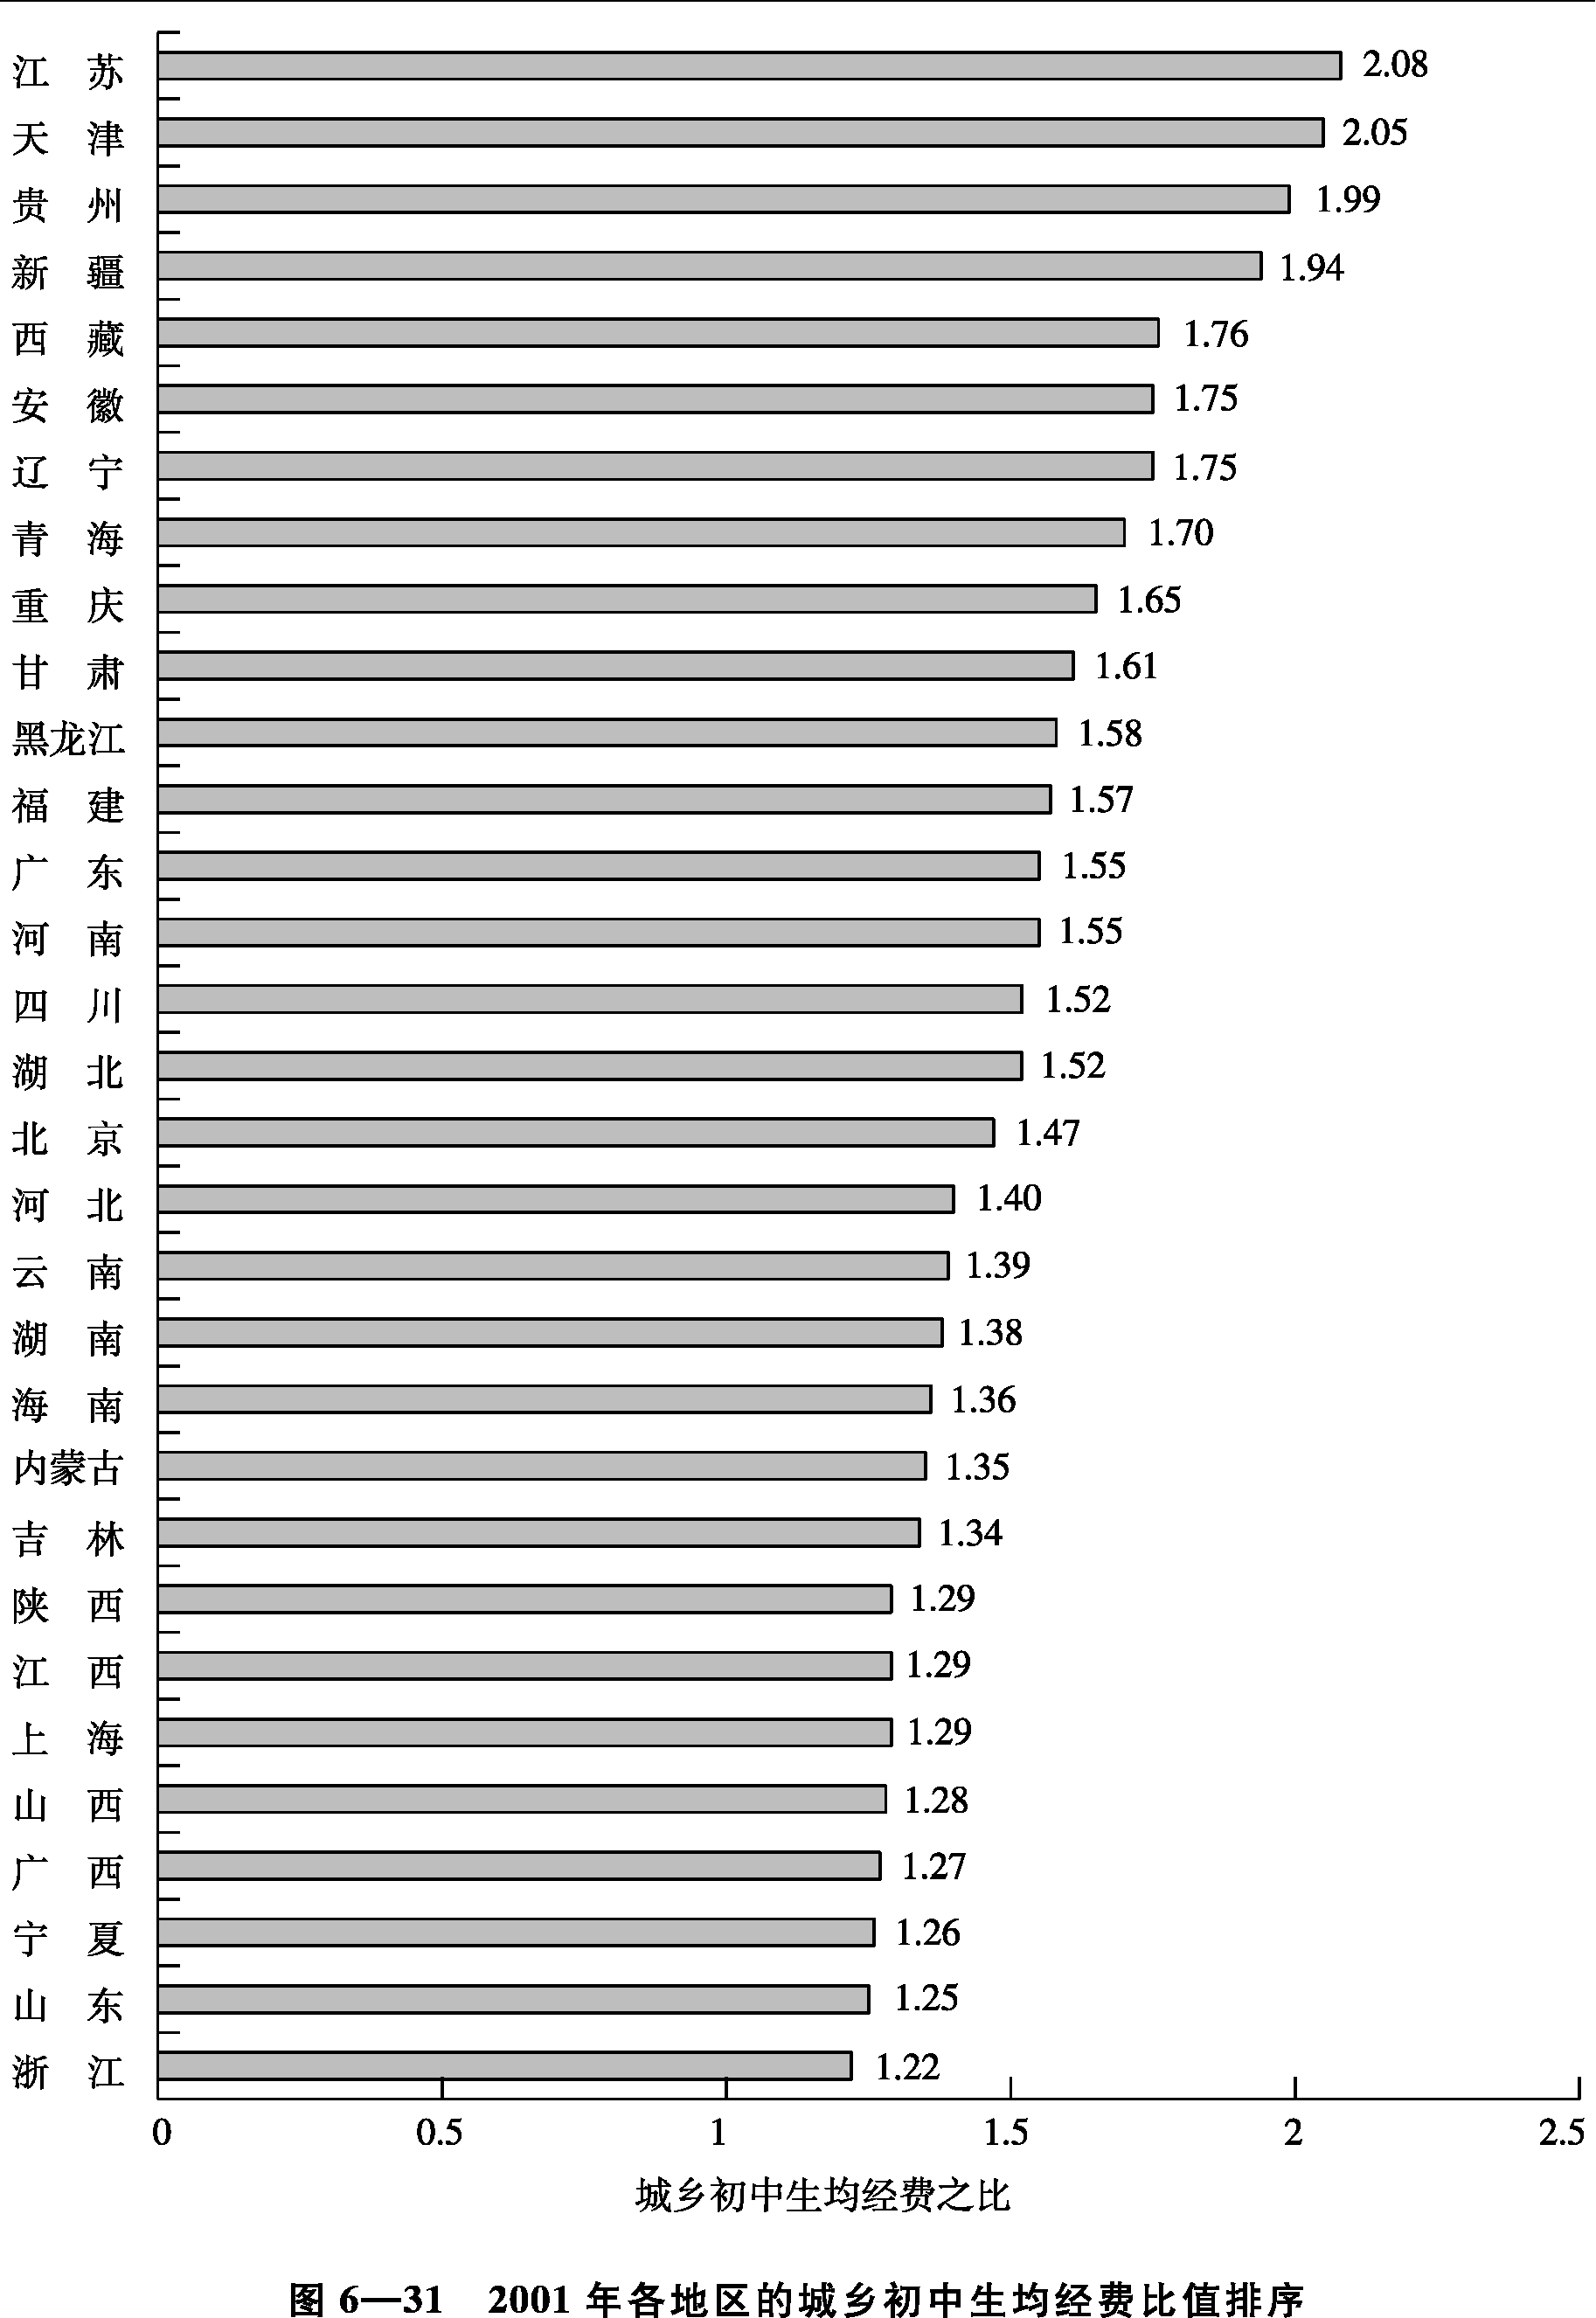 江 苏 2.08
天 津 2.05
贵 州 1.99
新 疆 1.94
西 藏 1.76
安 徽 1.75
辽 宁 1.75
青 海 1.70
重 庆 1.65
甘 肃 1.61
黑龙江 1.58
福 建 1.57
广 东 1.55
河 南 1.55
四 川 1.52
湖 北 1.52
北 京 1.47
河 北 1.40
云 南 1.39
湖 南 1.38
海 南 1.36
内蒙古 1.35
吉 林 1.34
陕 西 1.29
江 西 1.29
上 海 1.29
山 西 1.28
广 西 1.27
宁 夏 1.26
山 东 1.25
浙 江 1.22
0 0.5 1 1.5 2 2.5
城乡初中生均经费之比
图 6—31 2001 年各地区的城乡初中生均经费比值排序